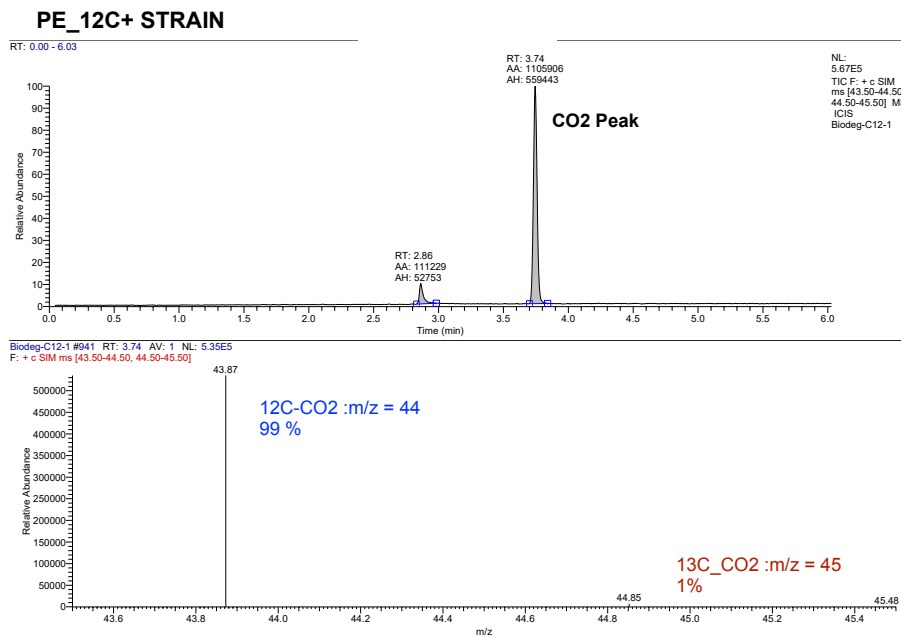 PE_12C+ STRAIN
RT: 0.00 - 6.03
RT: 3.74
AA: 1105906
AH: 559443
NL:
5.67E5
TIC F: + c SIM
ms [43.50-44.50
44.50-45.50] M
ICIS
Biodeg-C12-1
CO2 Peak
RT: 2.86
AA: 111229
AH: 52753
100
90
80
70
60
50
40
30
20
10
0
Relative Abundance
0.0 0.5 1.0 1.5 2.0 2.5 3.0 3.5 4.0 4.5 5.0 5.5 6.0
Time (min)
Biodeg-C12-1 #941 RT: 3.74 AV: 1 NL: 5.35E5
F: + c SIM ms [43.50-44.50, 44.50-45.50]
43.87
12C-CO2 :m/z = 44
99 %
13C_CO2 :m/z = 45
1%
44.85
45.48
500000
450000
400000
350000
300000
250000
200000
150000
100000
50000
0
Relative Abundance
43.6 43.8 44.0 44.2 44.4 44.6 44.8 45.0 45.2 45.4
m/z